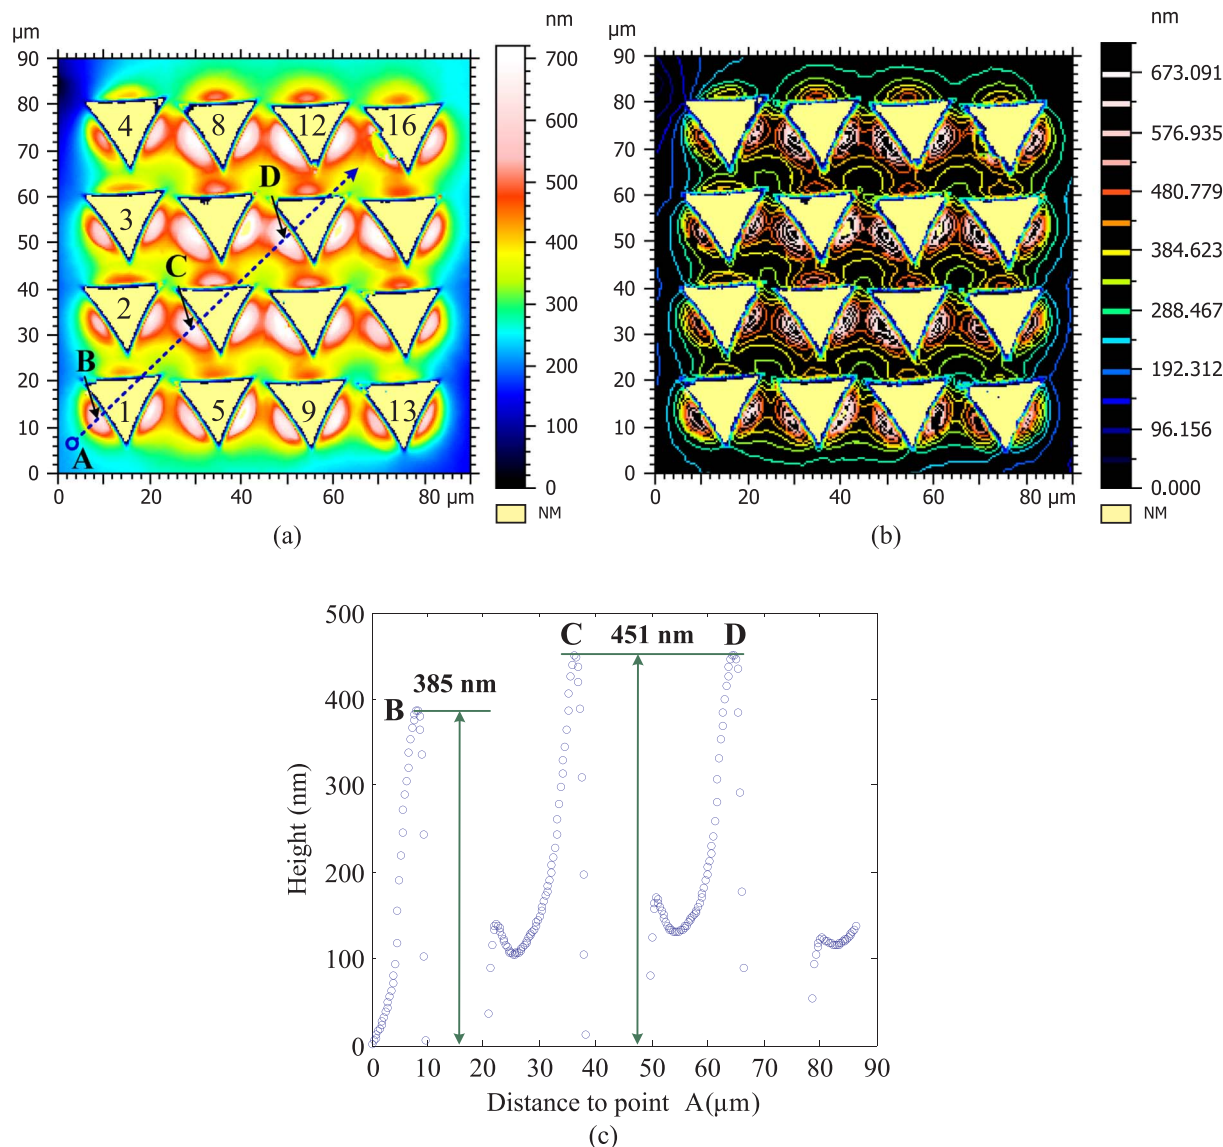 nm
µm
90
80
70
60
50
40
30
20
10
0
0 20 40 60 80 µm
4 8 12 16
3
2
1 5 9 13
A
B
C
D
700
600
500
400
300
200
100
0
NM
(a)
nm
µm
90
80
70
60
50
40
30
20
10
0
0 20 40 60 80 µm
673.091
576.935
480.779
384.623
288.467
192.312
96.156
0.000
NM
(b)
500
400
300
200
100
0
Height (nm)
B
385 nm
C
451 nm
D
0 10 20 30 40 50 60 70 80 90
Distance to point A(µm)
(c)